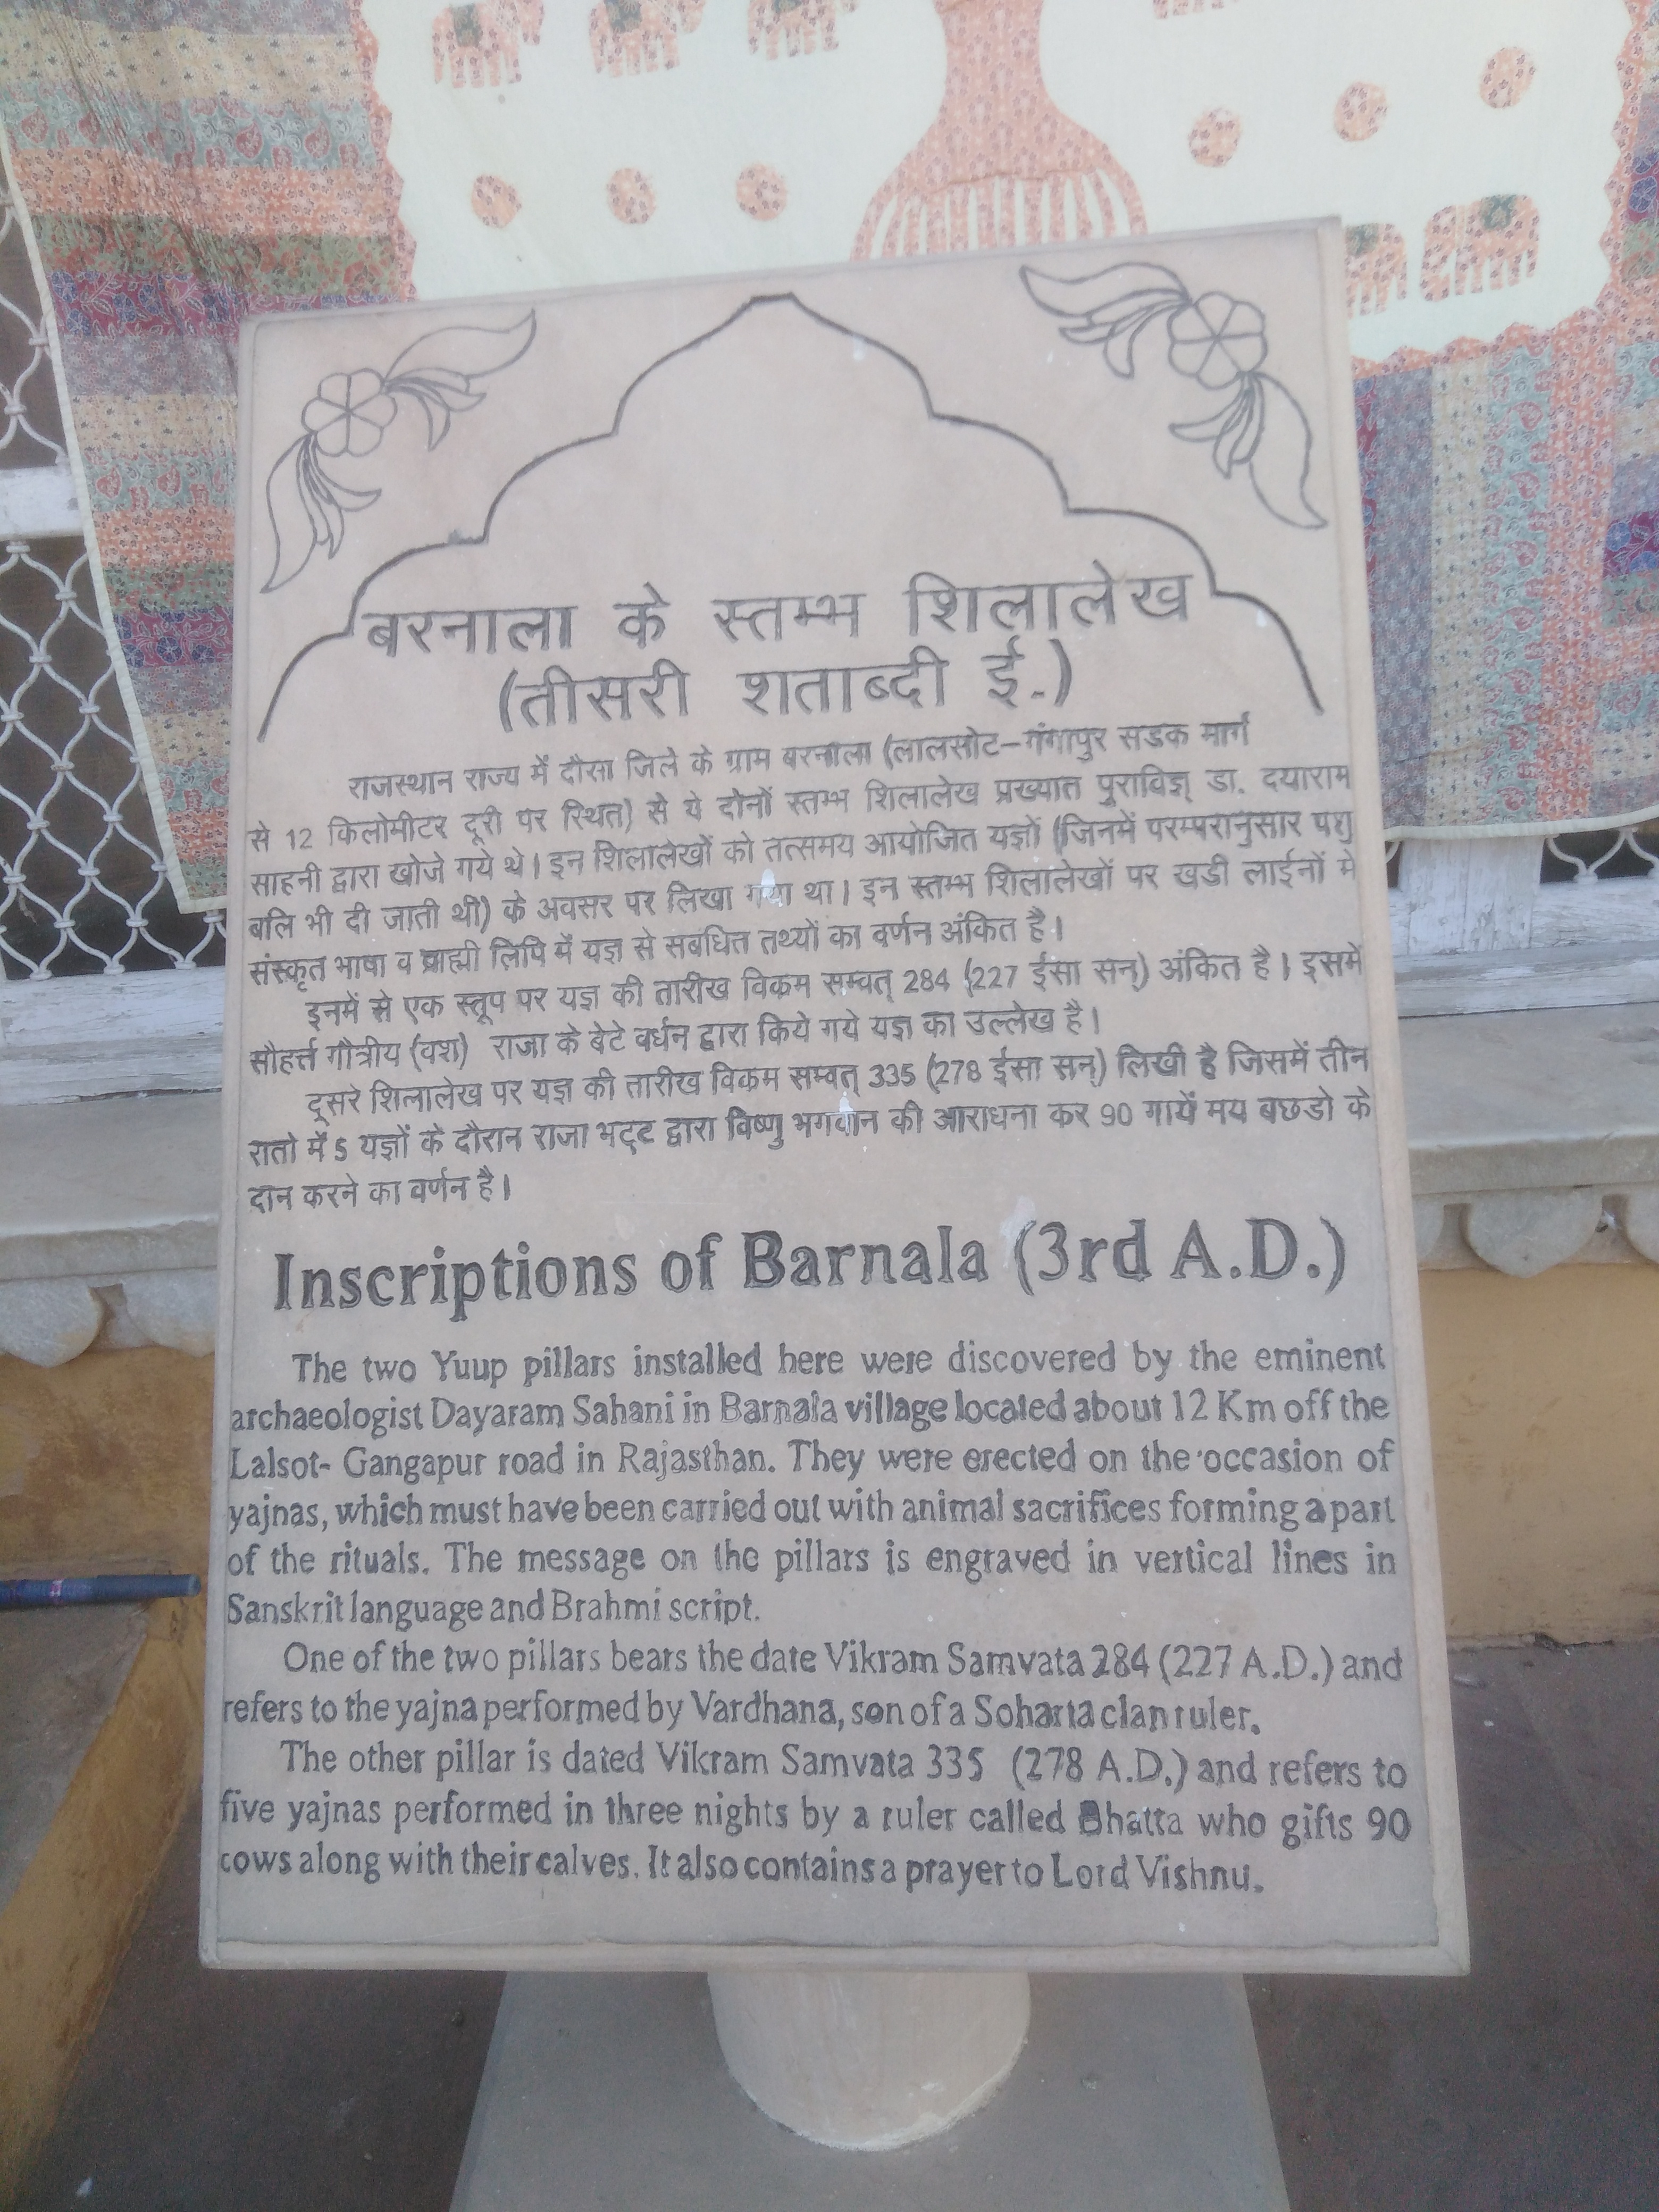 बरनाला के स्तम्भ शिलालेख
(तीसरी शताब्दी ई.)
राजस्थान राज्य में दौसा जिले के ग्राम बरनाला (लालसोट-गंगापुर सडक मार्ग
से 12 किलोमीटर दूरी पर स्थित) से ये दोनों स्तम्भ शिलालेख प्रख्यात पुराविज्ञ् डा. दयाराम
साहनी द्वारा खोजे गये थे। इन शिलालेखों को तत्समय आयोजित यज्ञों (जिनमें परम्परानुसार पशु
बलि भी दी जाती थी) के अवसर पर लिखा गया था। इन स्तम्भ शिलालेखों पर खडी लाईनों मे
संस्कृत भाषा व ब्राह्मी लिपि में यज्ञ से सबधित तथ्यों का वर्णन अंकित है।
इनमें से एक स्तूप पर यज्ञ की तारीख विकम सम्वत् 284 (227 ईसा सन्) अंकित है। इसमें
सौहर्त्त गौत्रीय (वश) राजा के बेटे वर्धन द्वारा किये गये यज्ञ का उल्लेख है।
दूसरे शिलालेख पर यज्ञ की तारीख विकम सम्वत् 335 (278 ईसा सन्) लिखी है जिसमें तीन
रातो में 5 यज्ञों के दौरान राजा भट्ट द्वारा विष्णु भगवान की आराधना कर 90 गायें मय बछडो के
दान करने का वर्णन है।
Inscriptions of Barnala (3rd A.D.)
The two Yuup pillars installed here were discovered by the eminent
archaeologist Dayaram Sahani in Barnala village located about 12 Km off the
Lalsot- Gangapur road in Rajasthan. They were erected on the occasion of
yajnas, which must have been carried out with animal sacrifices forming a part
of the rituals. The message on the pillars is engraved in vertical lines in
Sanskrit language and Brahmi script.
One of the two pillars bears the date Vikram Samvata 284 (227 A.D.) and
refers to the yajna performed by Vardhana, son of a Soharta clan ruler.
The other pillar is dated Vikram Samvata 335 (278 A.D.) and refers to
five yajnas performed in three nights by a ruler called Bhatta who gifts 90
cows along with their calves. It also contains a prayer to Lord Vishnu.